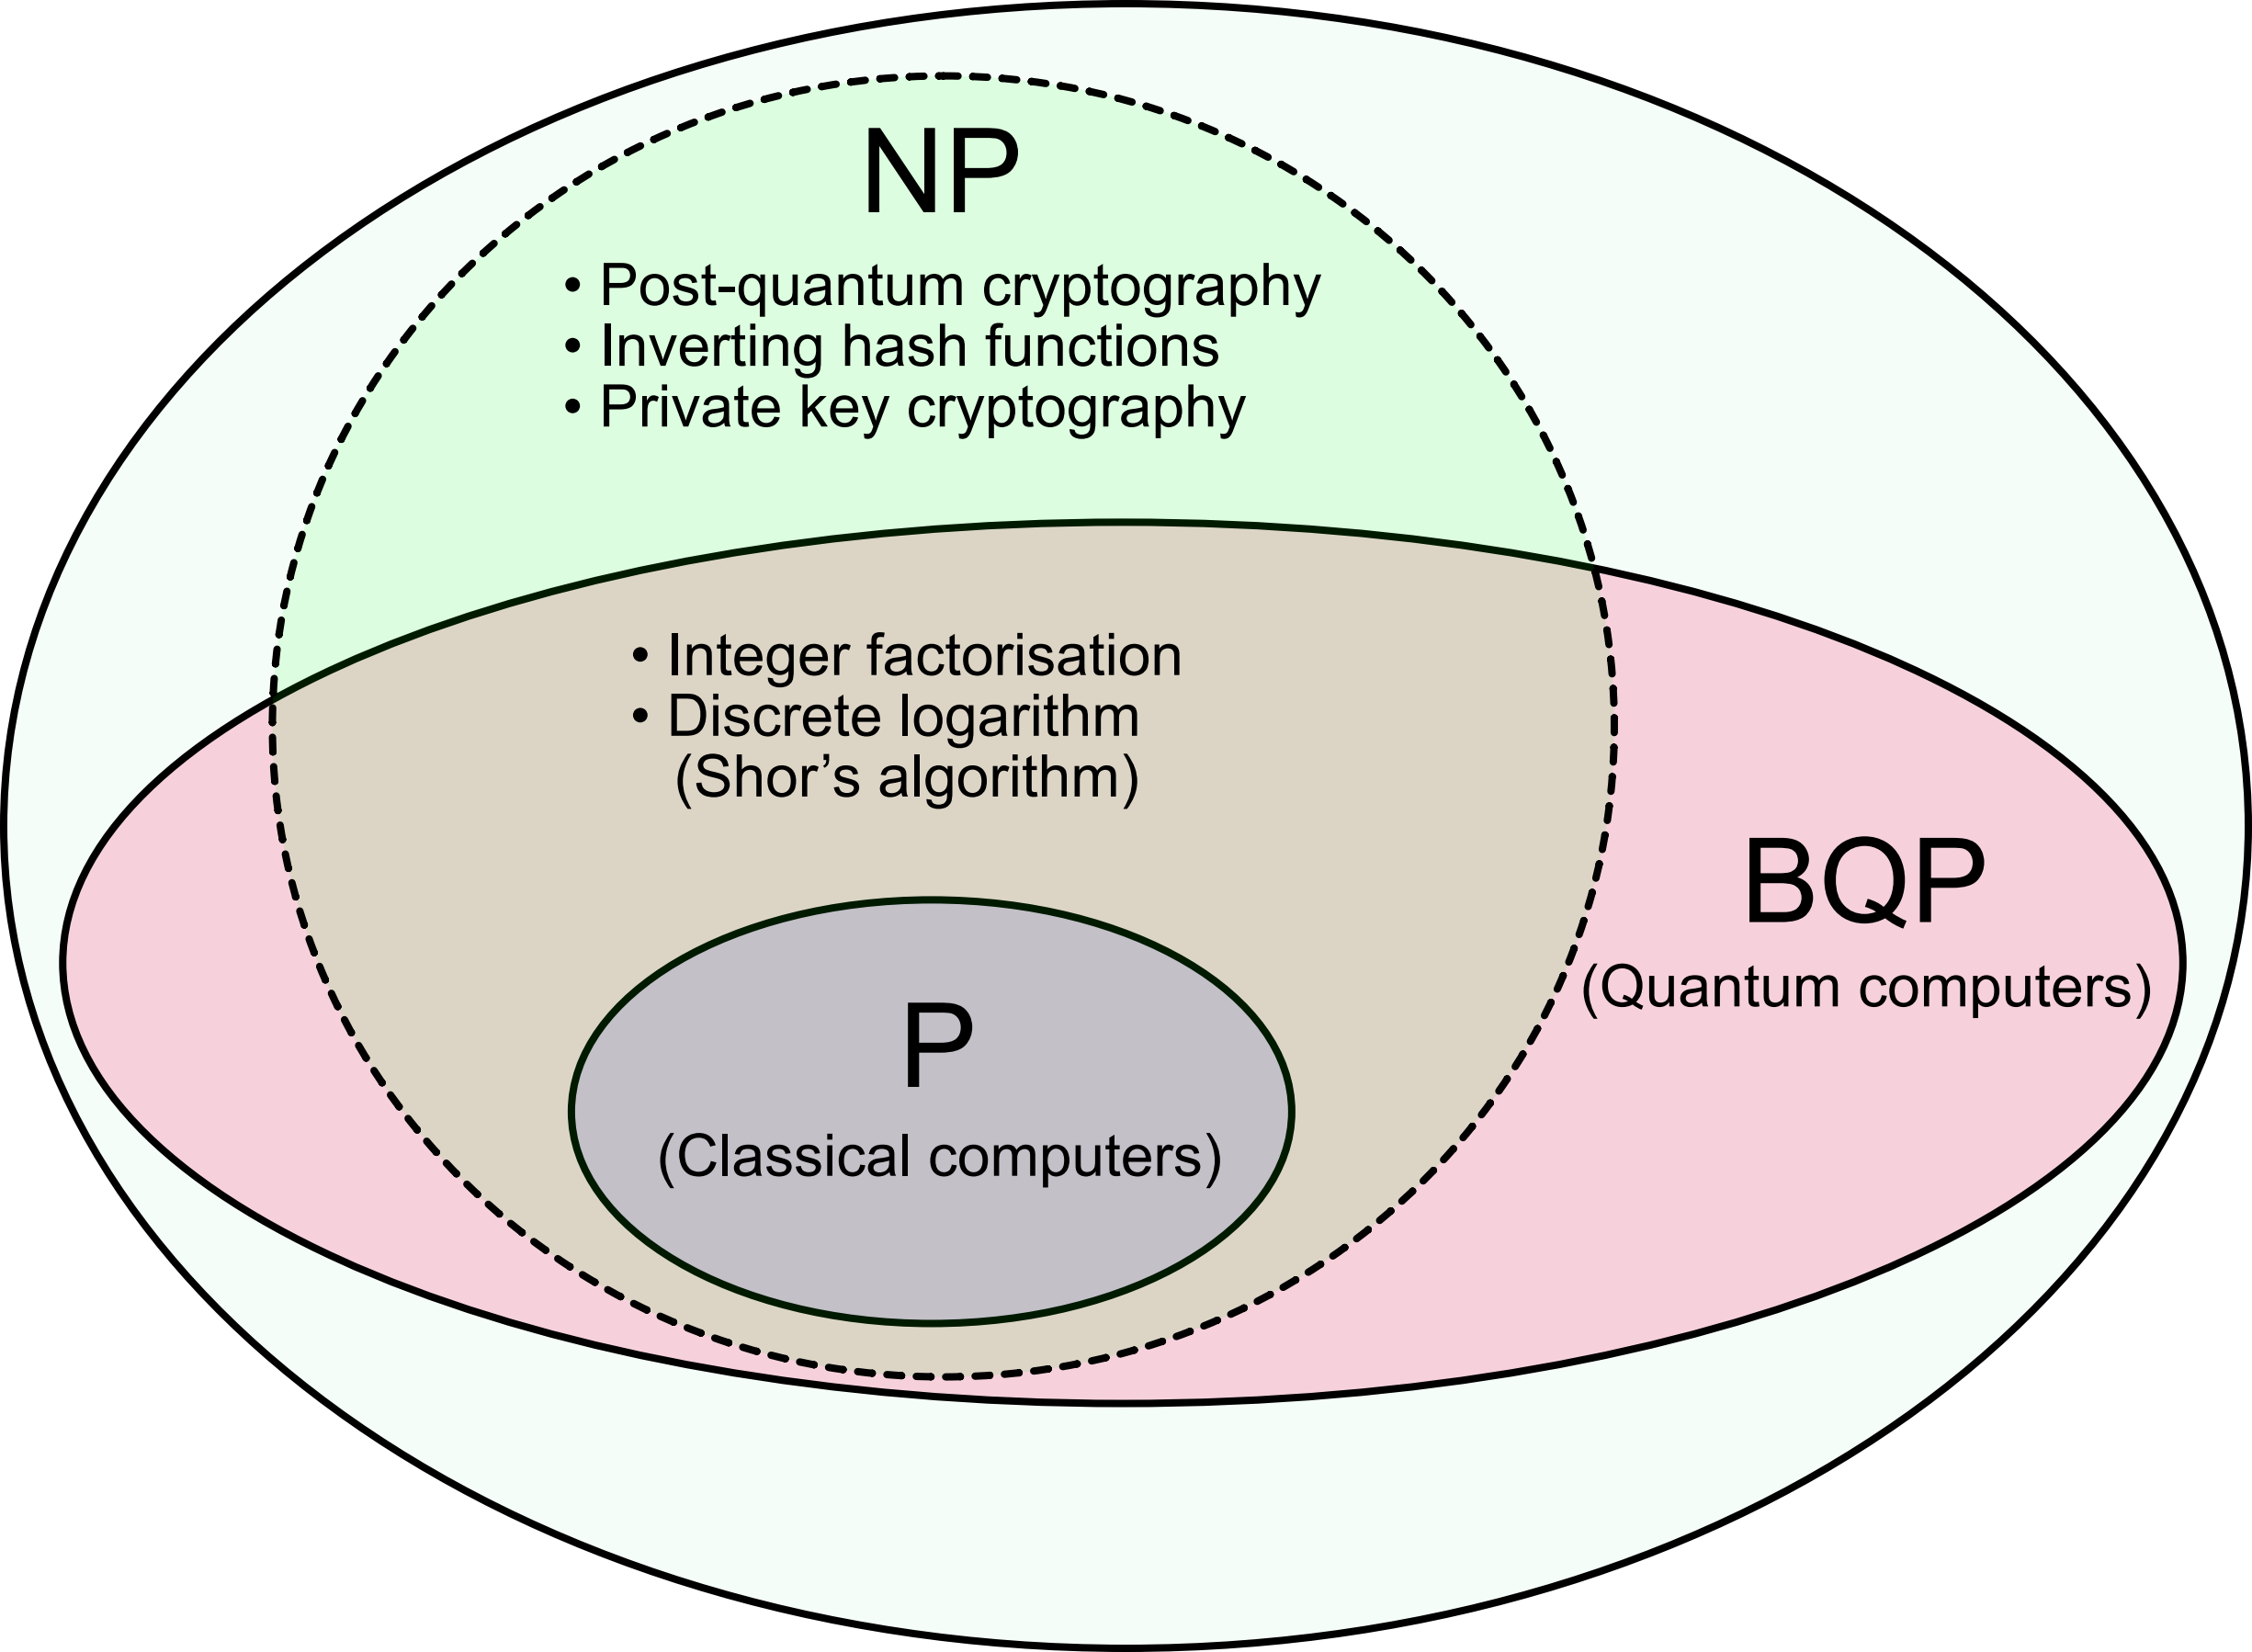 NP
• Post-quantum cryptography
• Inverting hash functions
• Private key cryptography
• Integer factorisation
• Discrete logarithm
(Shor’s algorithm)
BQP
(Quantum computers)
P
(Classical computers)